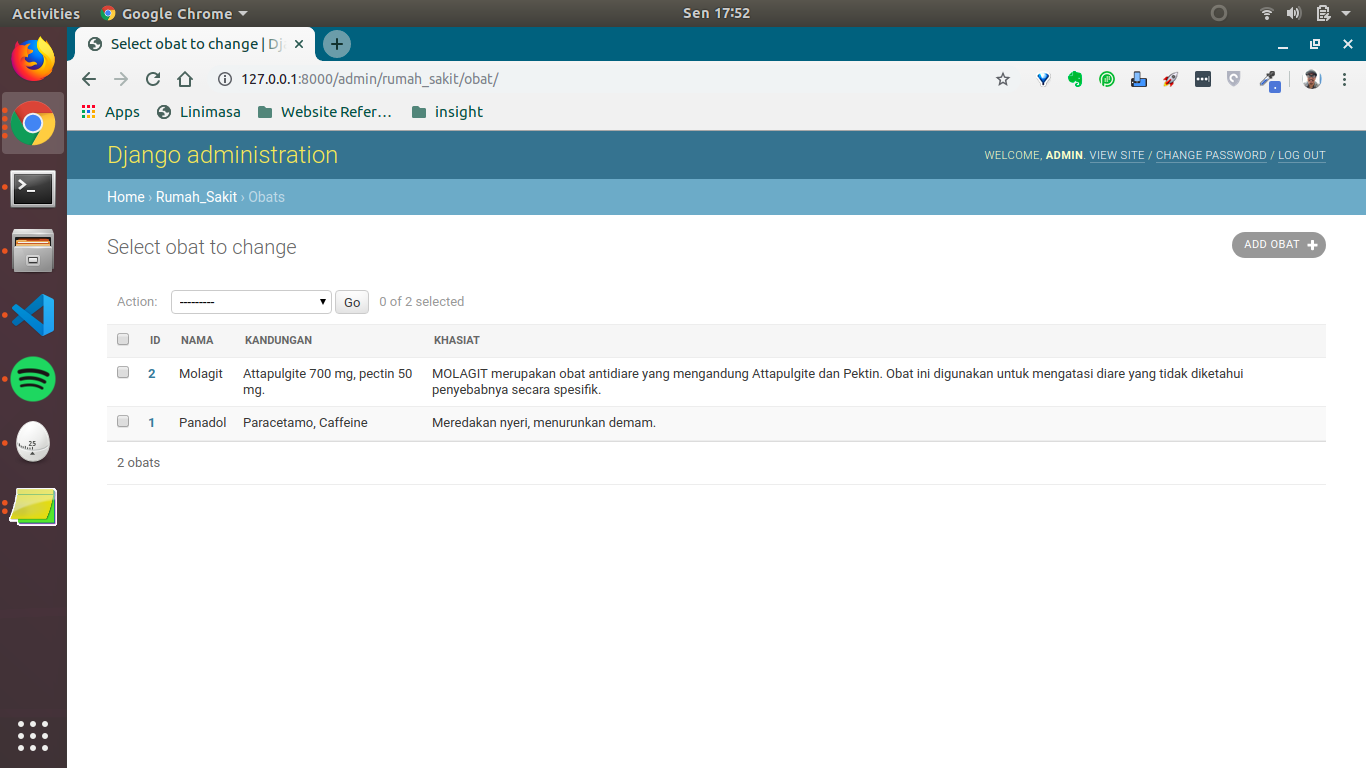 Activities Google Chrome Sen 17:52
Select obat to change | Dj
127.0.0.1:8000/admin/rumah_sakit/obat/
Apps Linimasa Website Refer... insight
Django administration WELCOME, ADMIN. VIEW SITE / CHANGE PASSWORD / LOG OUT
Home › Rumah_Sakit › Obats
Select obat to change ADD OBAT +
Action: --------- Go 0 of 2 selected
ID NAMA KANDUNGAN KHASIAT
2 Molagit Attapulgite 700 mg, pectin 50 MOLAGIT merupakan obat antidiare yang mengandung Attapulgite dan Pektin. Obat ini digunakan untuk mengatasi diare yang tidak diketahui
mg. penyebabnya secara spesifik.
1 Panadol Paracetamo, Caffeine Meredakan nyeri, menurunkan demam.
2 obats
25